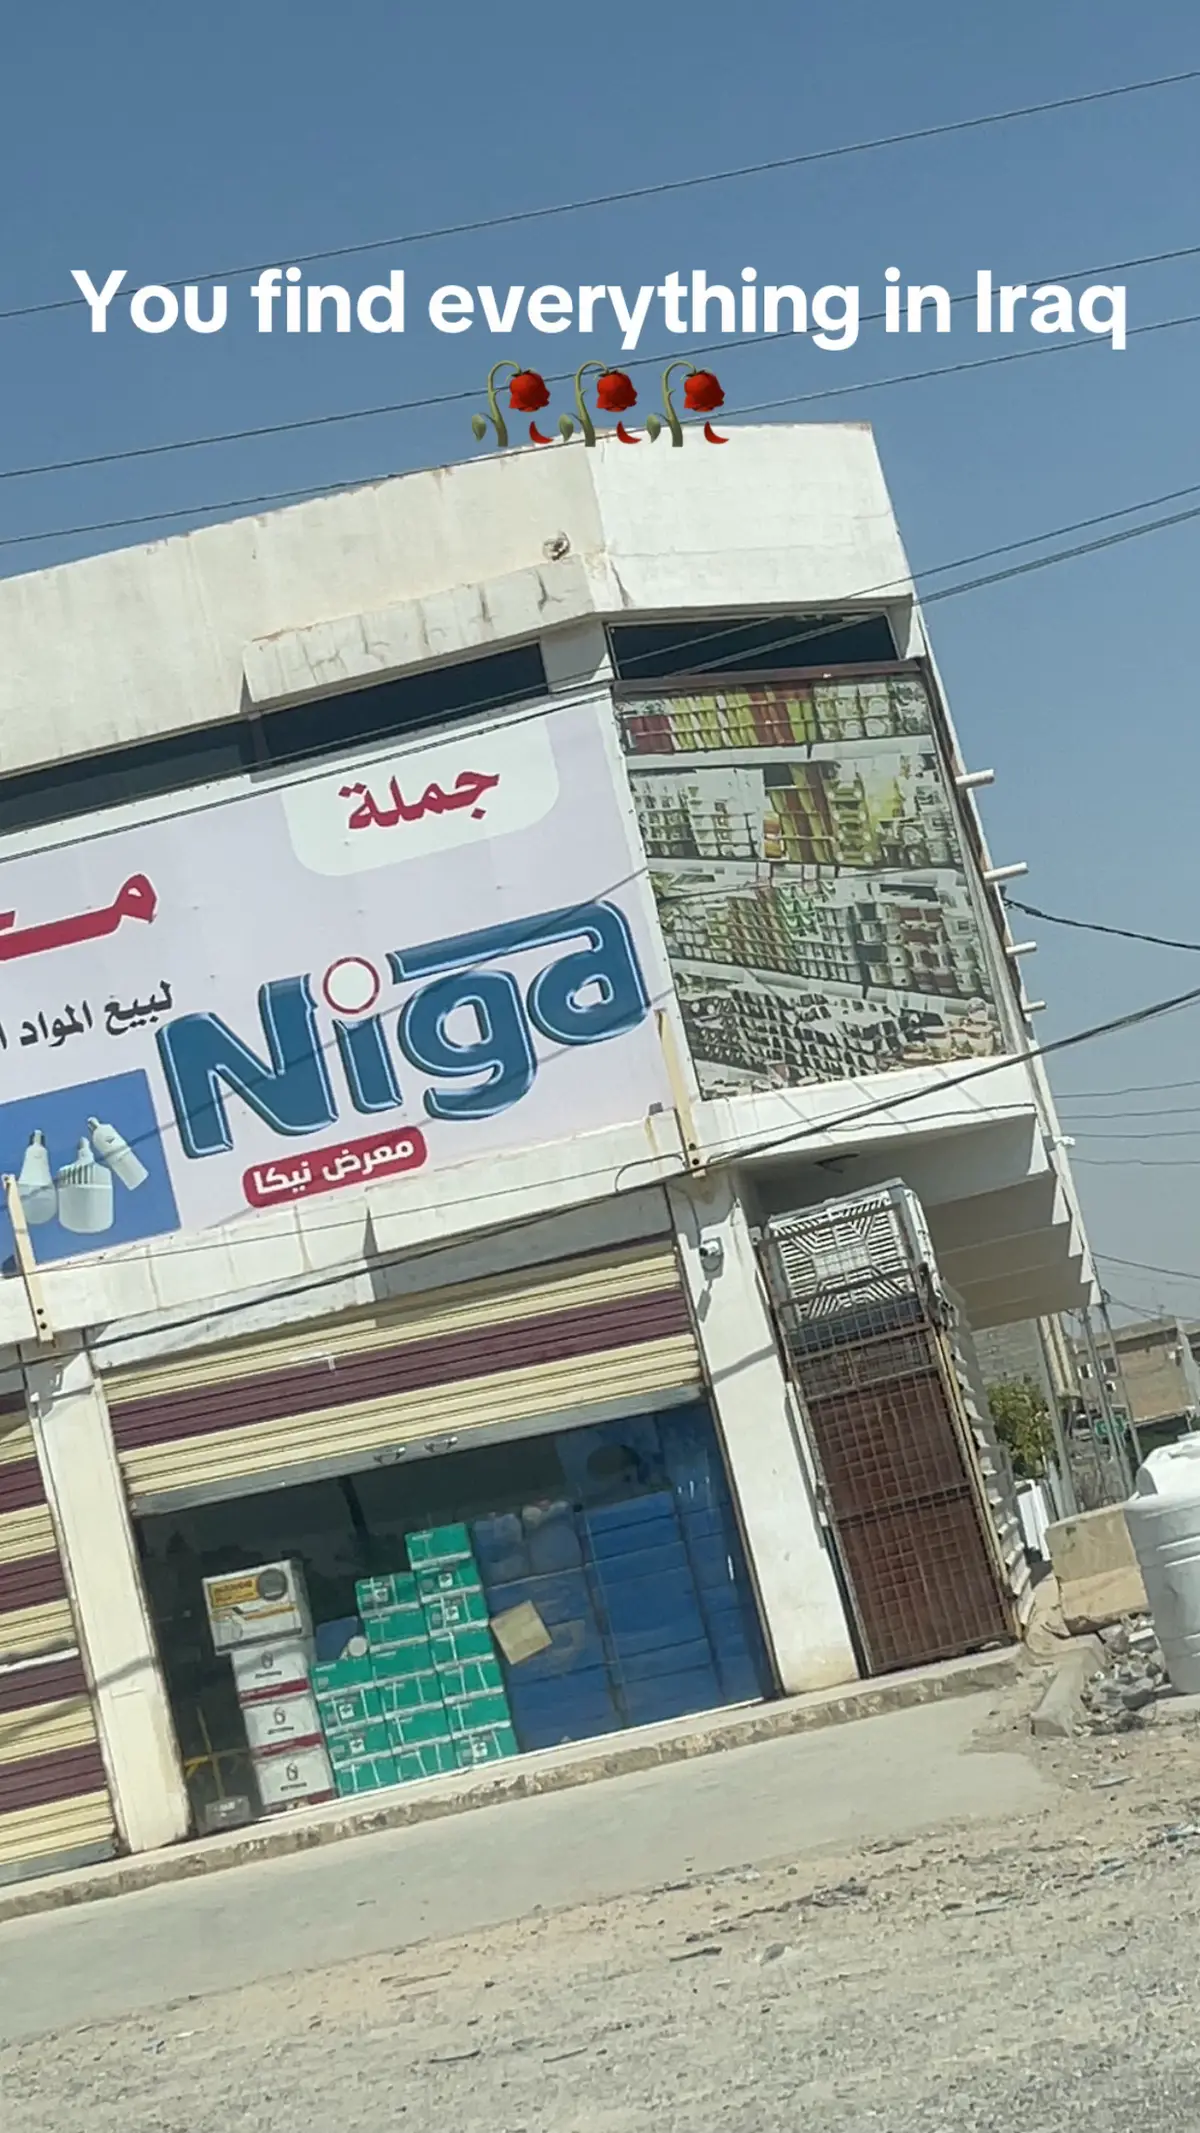 You find everything in Iraq
🥀🥀🥀
جملة
لبيع المواد
Niga
معرض نيكا